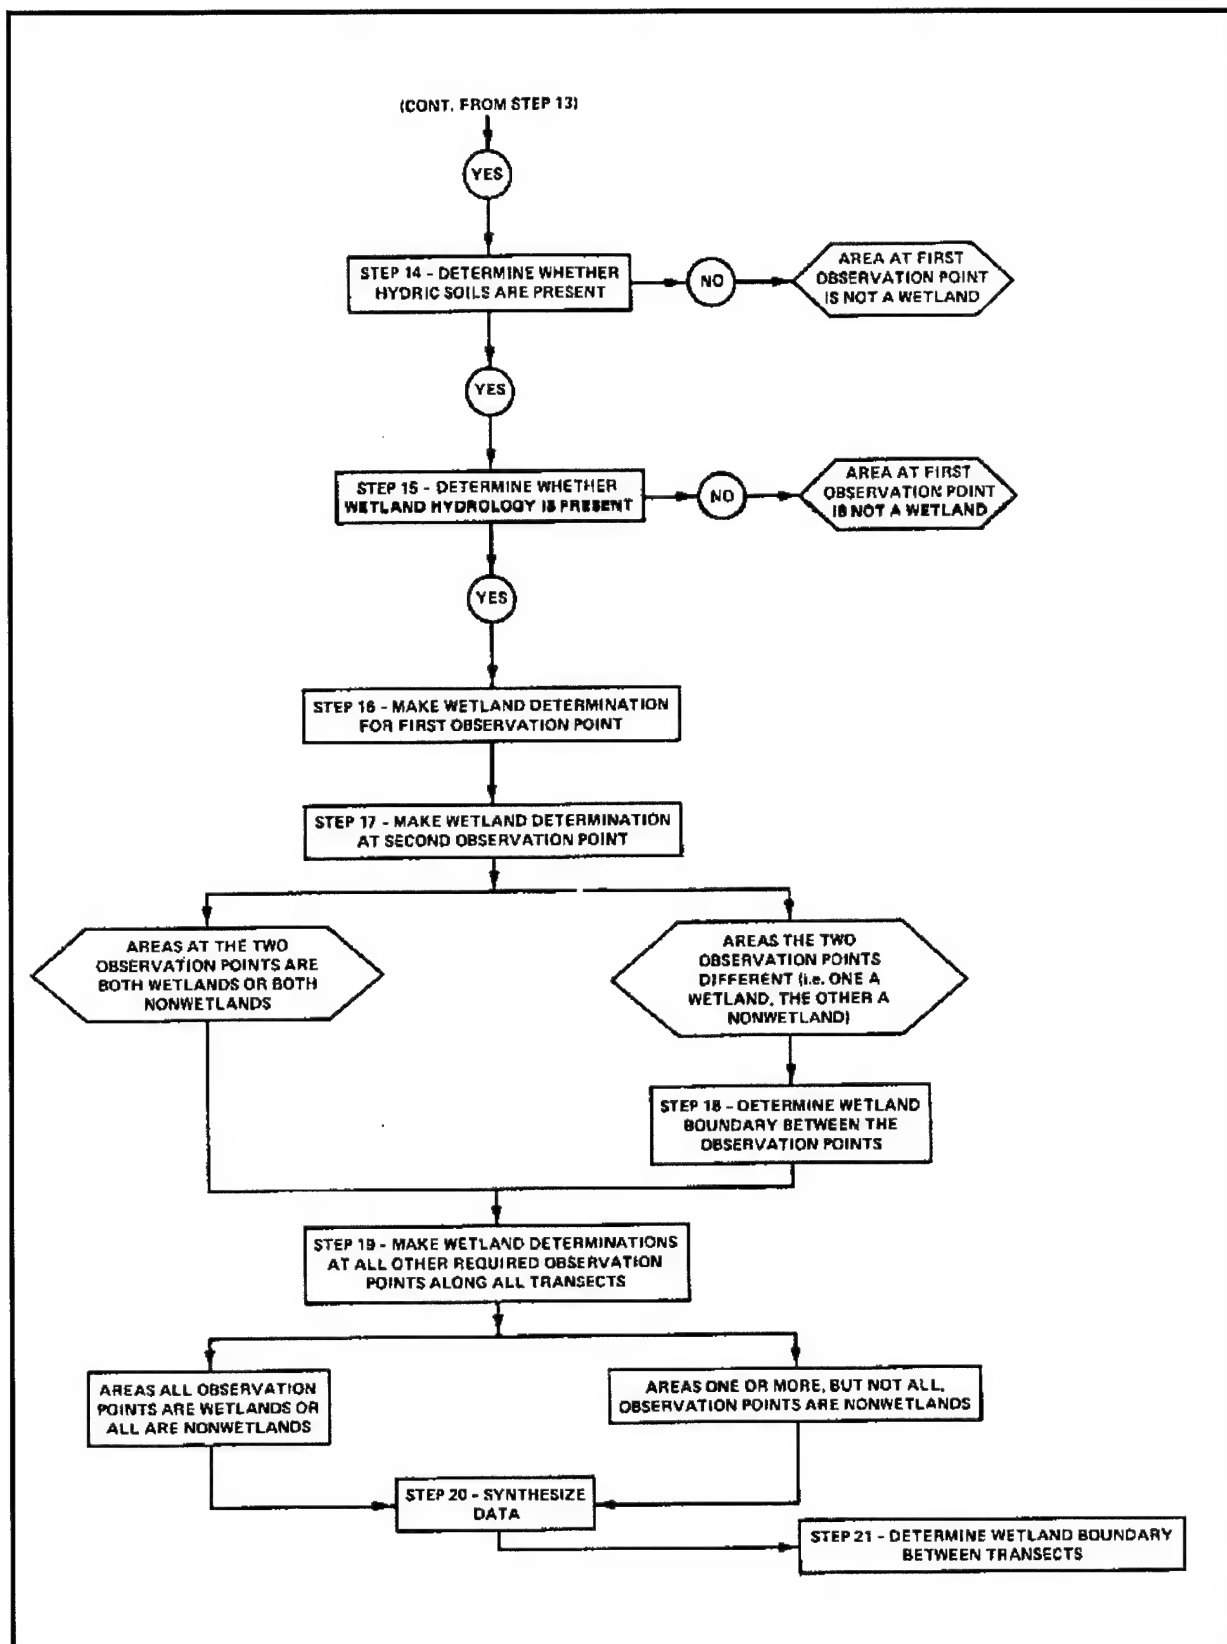 (CONT. FROM STEP 13)
YES
STEP 14 - DETERMINE WHETHER
HYDRIC SOILS ARE PRESENT
NO
AREA AT FIRST
OBSERVATION POINT
IS NOT A WETLAND
YES
STEP 15 - DETERMINE WHETHER
WETLAND HYDROLOGY IS PRESENT
NO
AREA AT FIRST
OBSERVATION POINT
IS NOT A WETLAND
YES
STEP 16 - MAKE WETLAND DETERMINATION
FOR FIRST OBSERVATION POINT
STEP 17 - MAKE WETLAND DETERMINATION
AT SECOND OBSERVATION POINT
AREAS AT THE TWO
OBSERVATION POINTS ARE
BOTH WETLANDS OR BOTH
NONWETLANDS
AREAS THE TWO
OBSERVATION POINTS
DIFFERENT (i.e. ONE A
WETLAND, THE OTHER A
NONWETLAND)
STEP 18 - DETERMINE WETLAND
BOUNDARY BETWEEN THE
OBSERVATION POINTS
STEP 19 - MAKE WETLAND DETERMINATIONS
AT ALL OTHER REQUIRED OBSERVATION
POINTS ALONG ALL TRANSECTS
AREAS ALL OBSERVATION
POINTS ARE WETLANDS OR
ALL ARE NONWETLANDS
AREAS ONE OR MORE, BUT NOT ALL,
OBSERVATION POINTS ARE NONWETLANDS
STEP 20 - SYNTHESIZE
DATA
STEP 21 - DETERMINE WETLAND BOUNDARY
BETWEEN TRANSECTS